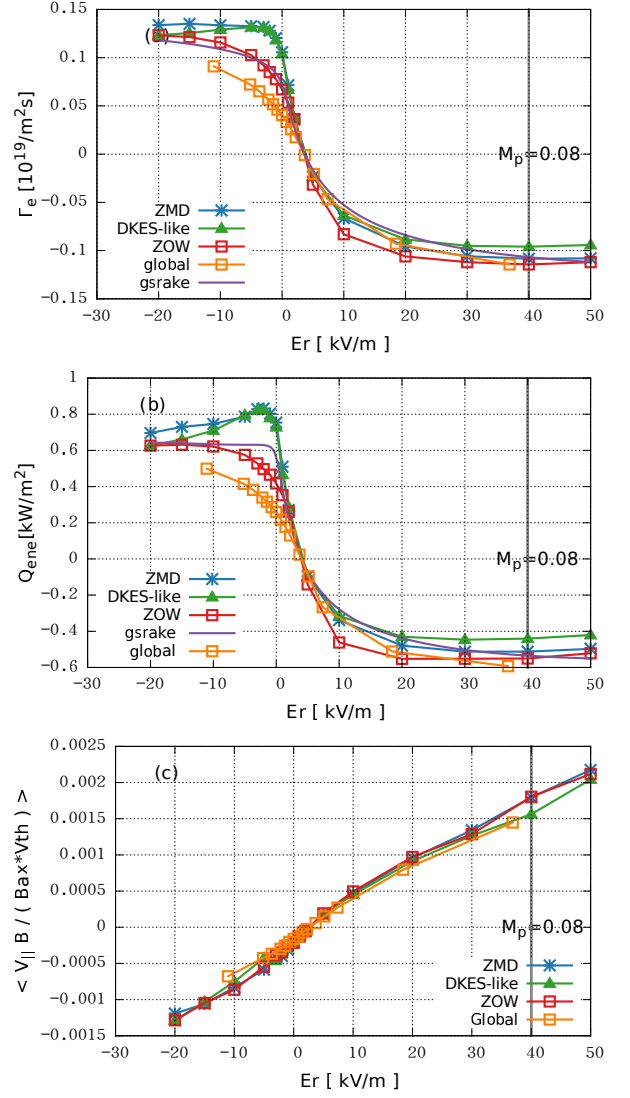 0.15
0.1
0.05
0
−0.05
−0.1
−0.15
Γe [10^19/m^2s]
(a)
Mp=0.08
ZMD
DKES-like
ZOW
global
gsrake
−30 −20 −10 0 10 20 30 40 50
Er [ kV/m ]
1
0.8
0.6
0.4
0.2
0
−0.2
−0.4
−0.6
Qene[kW/m^2]
(b)
Mp=0.08
ZMD
DKES-like
ZOW
gsrake
global
−30 −20 −10 0 10 20 30 40 50
Er [ kV/m ]
0.0025
0.002
0.0015
0.001
0.0005
0
−0.0005
−0.001
−0.0015
< V|| B / ( Bax*Vth ) >
(c)
Mp=0.08
ZMD
DKES-like
ZOW
Global
−30 −20 −10 0 10 20 30 40 50
Er [ kV/m ]